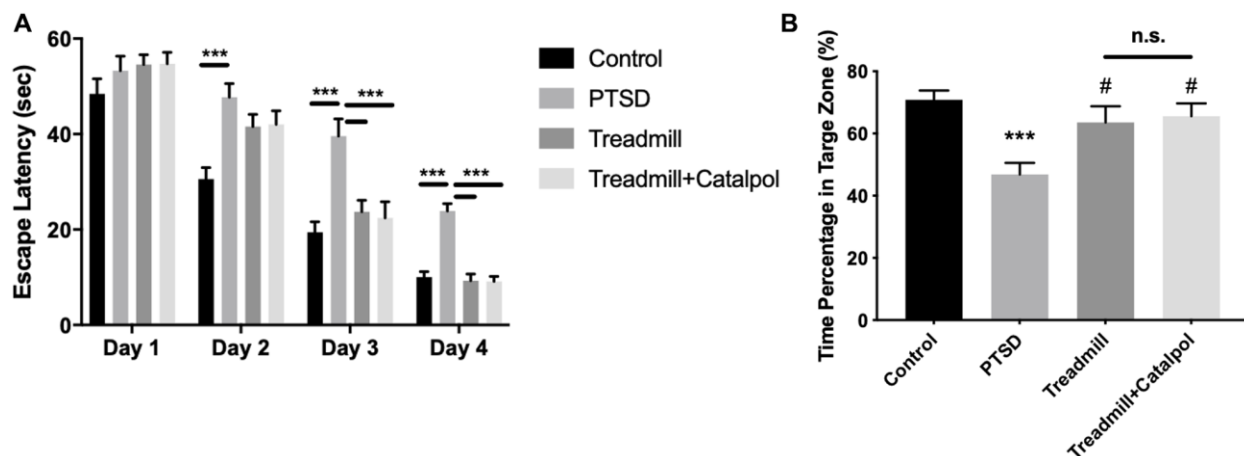 A
Escape Latency (sec)
60
40
20
0
***
***
***
***
***
Day 1
Day 2
Day 3
Day 4
Control
PTSD
Treadmill
Treadmill+Catalpol
B
Time Percentage in Targe Zone (%)
80
60
40
20
0
***
#
#
n.s.
Control
PTSD
Treadmill
Treadmill+Catalpol